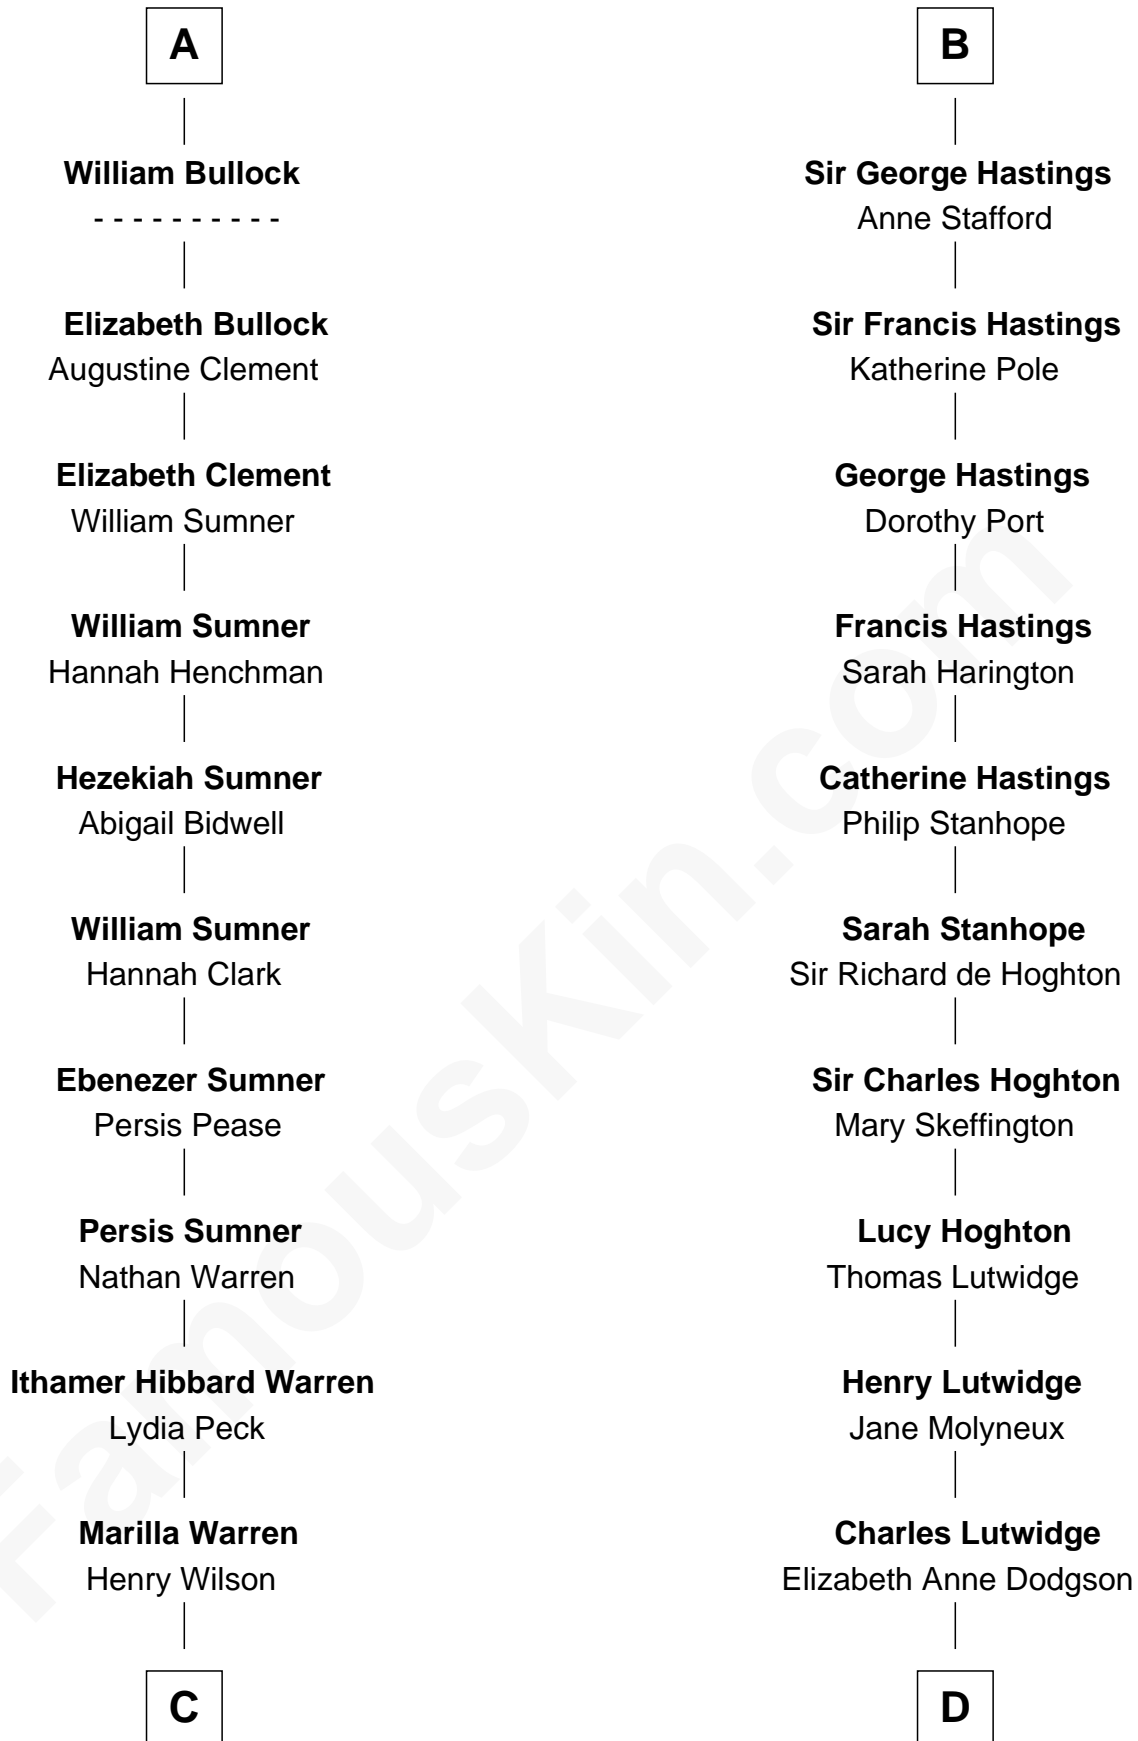 A
William Bullock
- - - - - - - - - -
Elizabeth Bullock
Augustine Clement
Elizabeth Clement
William Sumner
William Sumner
Hannah Henchman
Hezekiah Sumner
Abigail Bidwell
William Sumner
Hannah Clark
Ebenezer Sumner
Persis Pease
Persis Sumner
Nathan Warren
Ithamer Hibbard Warren
Lydia Peck
Marilla Warren
Henry Wilson
C
B
Sir George Hastings
Anne Stafford
Sir Francis Hastings
Katherine Pole
George Hastings
Dorothy Port
Francis Hastings
Sarah Harington
Catherine Hastings
Philip Stanhope
Sarah Stanhope
Sir Richard de Hoghton
Sir Charles Hoghton
Mary Skeffington
Lucy Hoghton
Thomas Lutwidge
Henry Lutwidge
Jane Molyneux
Charles Lutwidge
Elizabeth Anne Dodgson
D
FamousKin.com